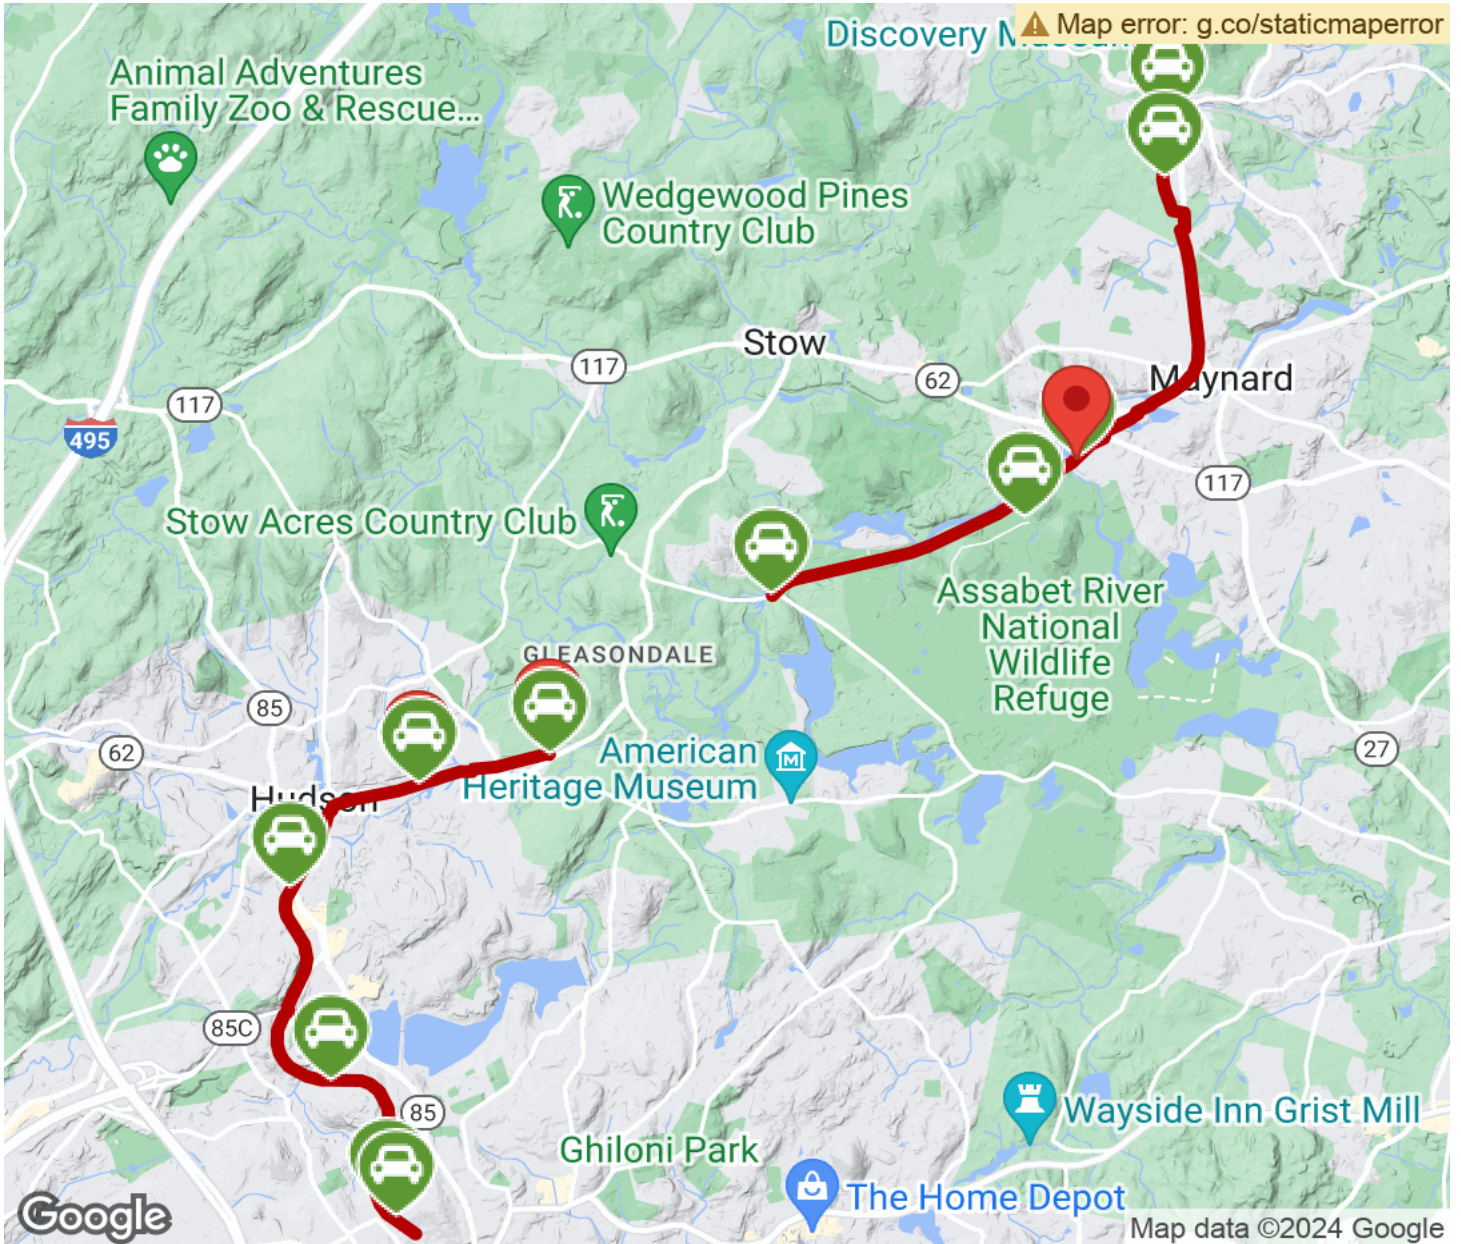 Map error: g.co/staticmaperror
Discovery Museum
Animal Adventures
Family Zoo & Rescue...
Wedgewood Pines
Country Club
Stow
117
62
Maynard
117
495
117
Stow Acres Country Club
Assabet River
National
Wildlife
Refuge
GLEASONDALE
85
62
27
American
Heritage Museum
Hudson
85C
85
Wayside Inn Grist Mill
Ghiloni Park
The Home Depot
Google
Map data ©2024 Google